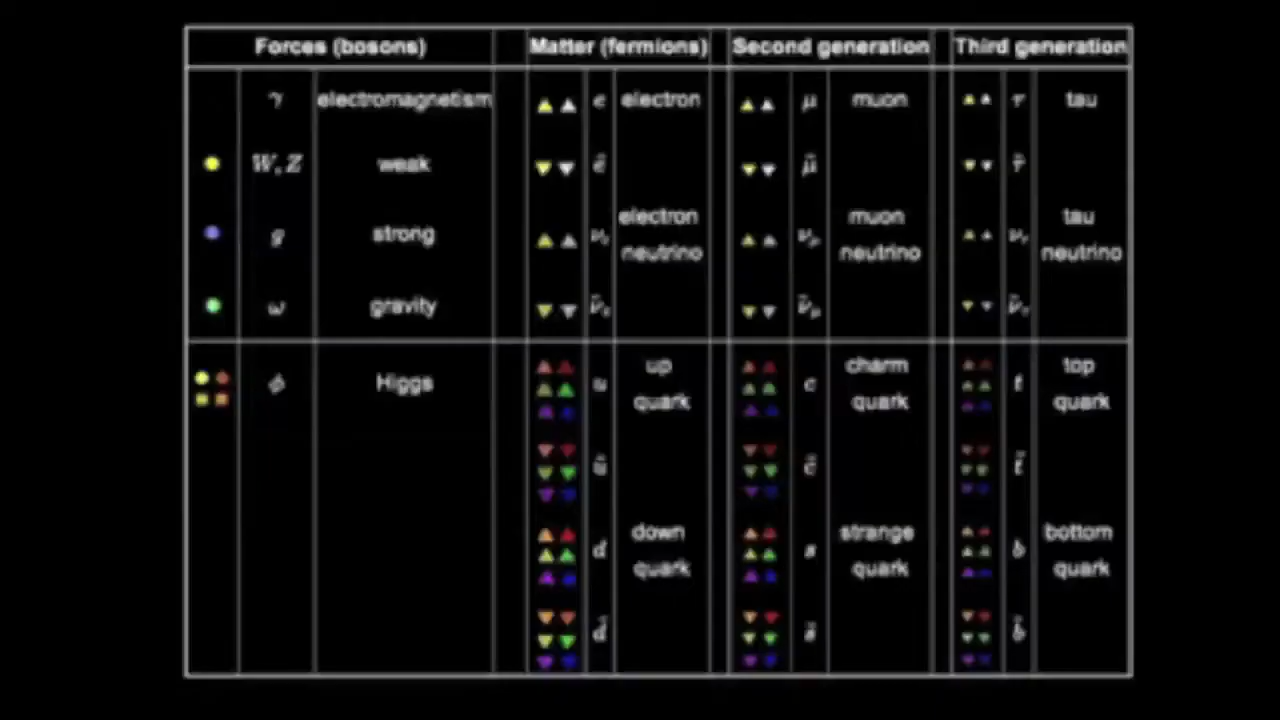 Forces (bosons) Matter (fermions) Second generation Third generation
γ electromagnetism e electron μ muon τ tau
W, Z weak ē μ̄ τ̄
g strong νₑ electron neutrino ν_μ muon neutrino ν_τ tau neutrino
ω gravity ν̄ₑ ν̄_μ ν̄_τ
ϕ Higgs u up quark c charm quark t top quark
ū c̄ t̄
d down quark s strange quark b bottom quark
d̄ s̄ b̄